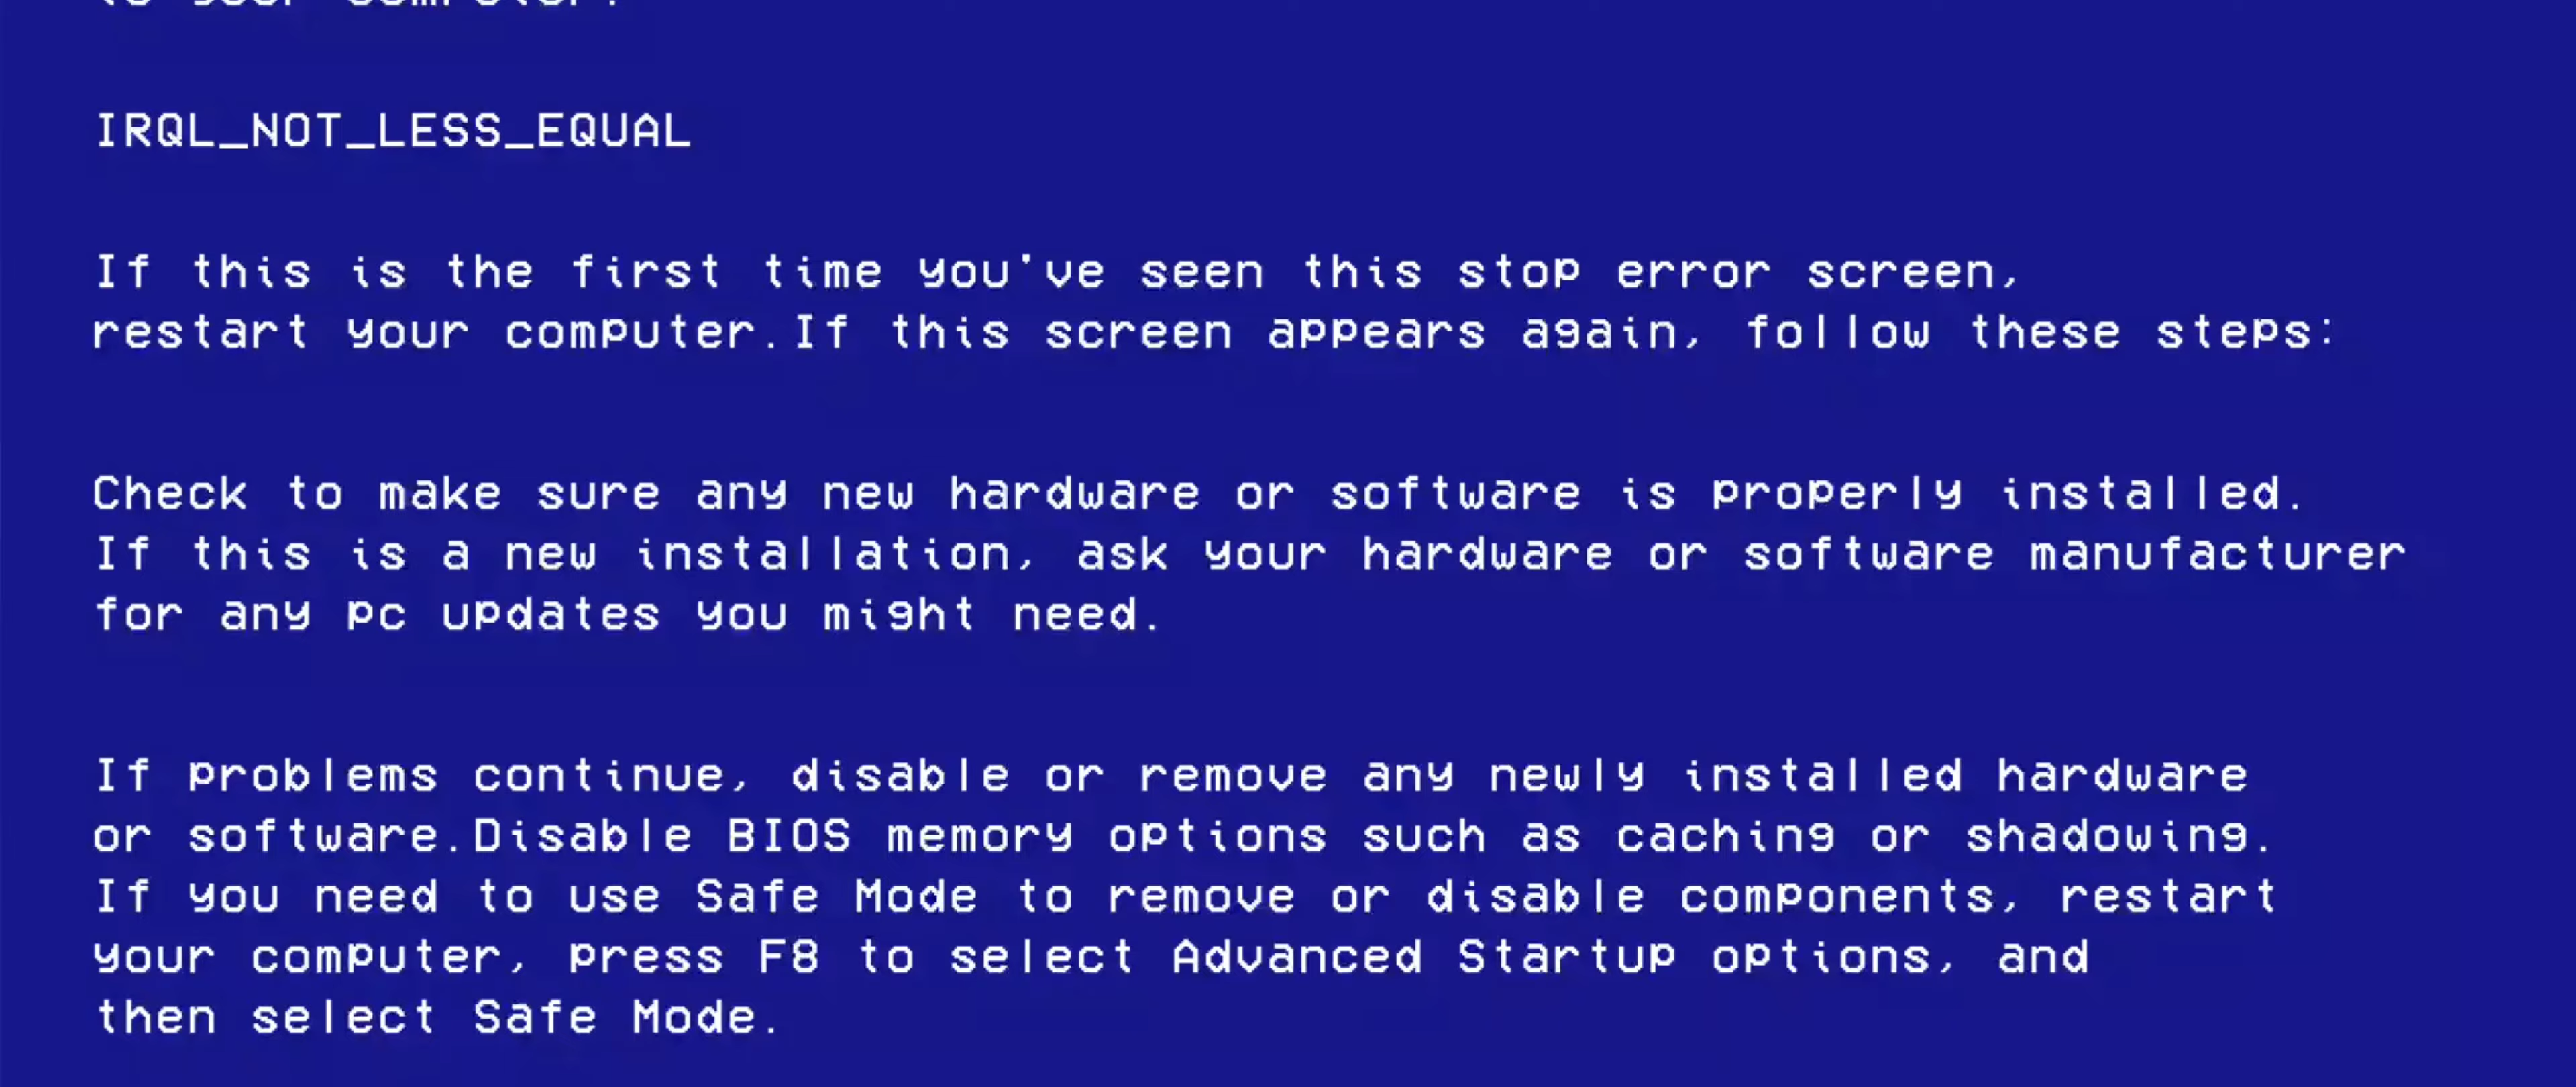 to your computer.
IRQL_NOT_LESS_EQUAL
If this is the first time you've seen this stop error screen,
restart your computer.If this screen appears again, follow these steps:
Check to make sure any new hardware or software is properly installed.
If this is a new installation, ask your hardware or software manufacturer
for any pc updates you might need.
If problems continue, disable or remove any newly installed hardware
or software.Disable BIOS memory options such as caching or shadowing.
If you need to use Safe Mode to remove or disable components, restart
your computer, press F8 to select Advanced Startup options, and
then select Safe Mode.